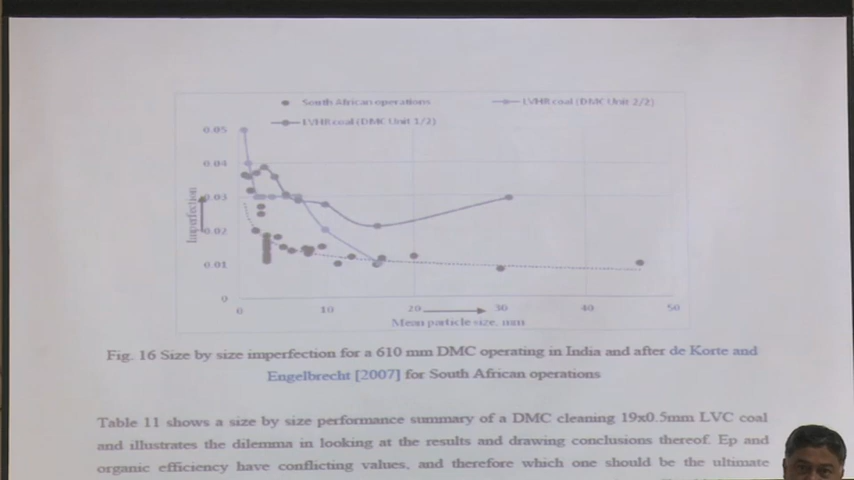 South African operations
LVHR coal (DMC Unit 2/2)
LVHR coal (DMC Unit 1/2)
0.05
0.04
0.03
0.02
0.01
0
Imperfection
0 10 20 30 40 50
Mean particle size, mm
Fig. 16 Size by size imperfection for a 610 mm DMC operating in India and after de Korte and
Engelbrecht [2007] for South African operations
Table 11 shows a size by size performance summary of a DMC cleaning 19x0.5mm LVC coal
and illustrates the dilemma in looking at the results and drawing conclusions thereof. Ep and
organic efficiency have conflicting values, and therefore which one should be the ultimate